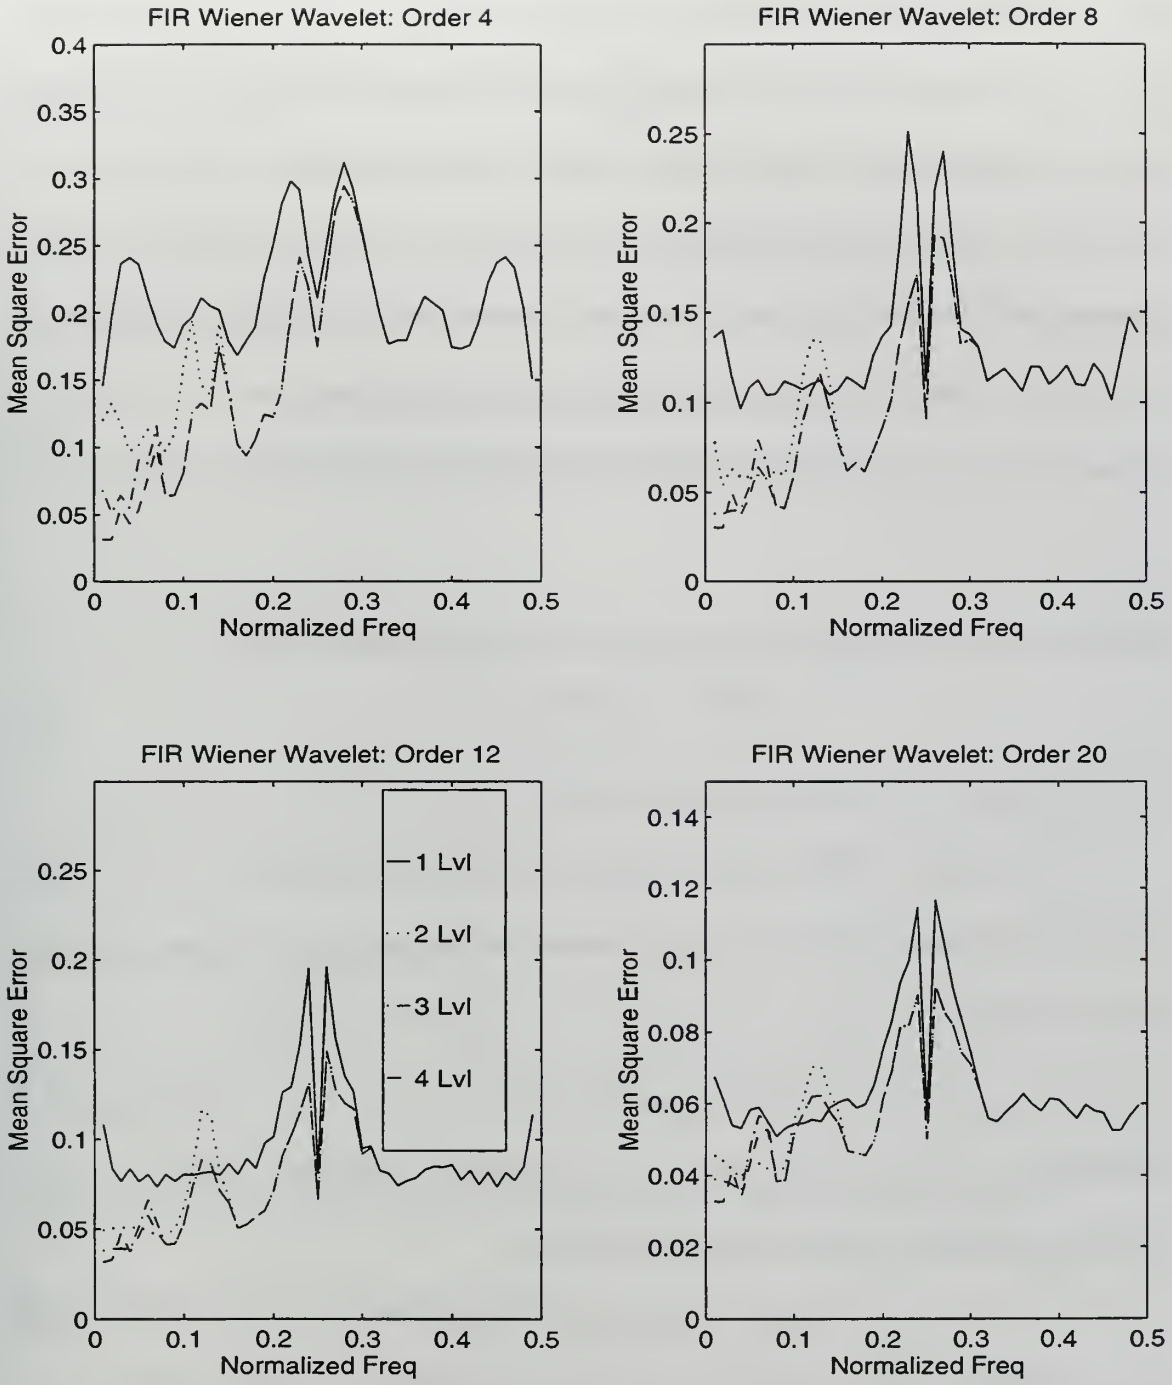 FIR Wiener Wavelet: Order 4
0.4
0.35
0.3
0.25
0.2
0.15
0.1
0.05
0
Mean Square Error
0 0.1 0.2 0.3 0.4 0.5
Normalized Freq
FIR Wiener Wavelet: Order 8
0.25
0.2
0.15
0.1
0.05
0
Mean Square Error
0 0.1 0.2 0.3 0.4 0.5
Normalized Freq
FIR Wiener Wavelet: Order 12
0.25
0.2
0.15
0.1
0.05
0
Mean Square Error
1 Lvl
2 Lvl
3 Lvl
4 Lvl
0 0.1 0.2 0.3 0.4 0.5
Normalized Freq
FIR Wiener Wavelet: Order 20
0.14
0.12
0.1
0.08
0.06
0.04
0.02
0
Mean Square Error
0 0.1 0.2 0.3 0.4 0.5
Normalized Freq